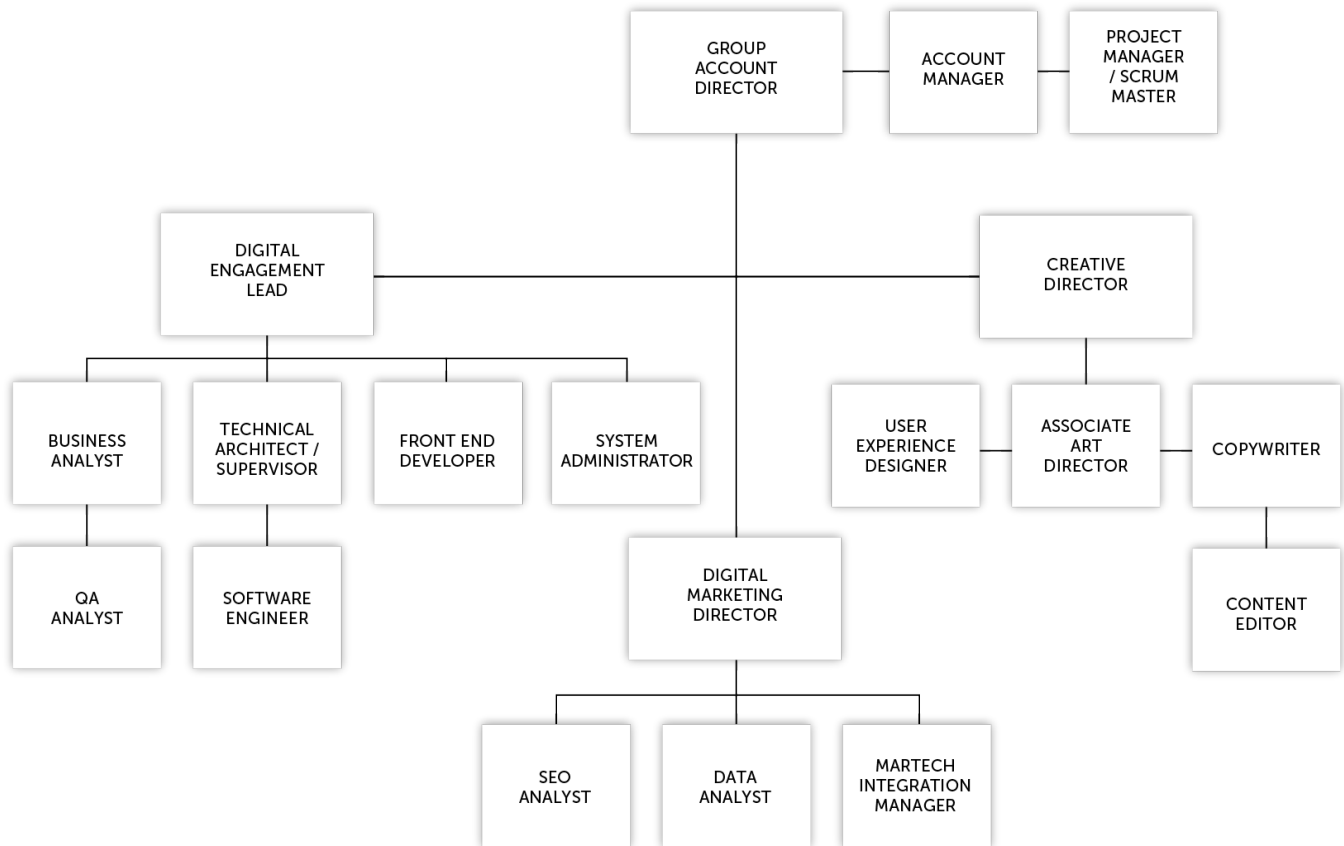 GROUP
ACCOUNT
DIRECTOR
ACCOUNT
MANAGER
PROJECT
MANAGER
/ SCRUM
MASTER
DIGITAL
ENGAGEMENT
LEAD
CREATIVE
DIRECTOR
BUSINESS
ANALYST
TECHNICAL
ARCHITECT /
SUPERVISOR
FRONT END
DEVELOPER
SYSTEM
ADMINISTRATOR
USER
EXPERIENCE
DESIGNER
ASSOCIATE
ART
DIRECTOR
COPYWRITER
QA
ANALYST
SOFTWARE
ENGINEER
DIGITAL
MARKETING
DIRECTOR
CONTENT
EDITOR
SEO
ANALYST
DATA
ANALYST
MARTECH
INTEGRATION
MANAGER